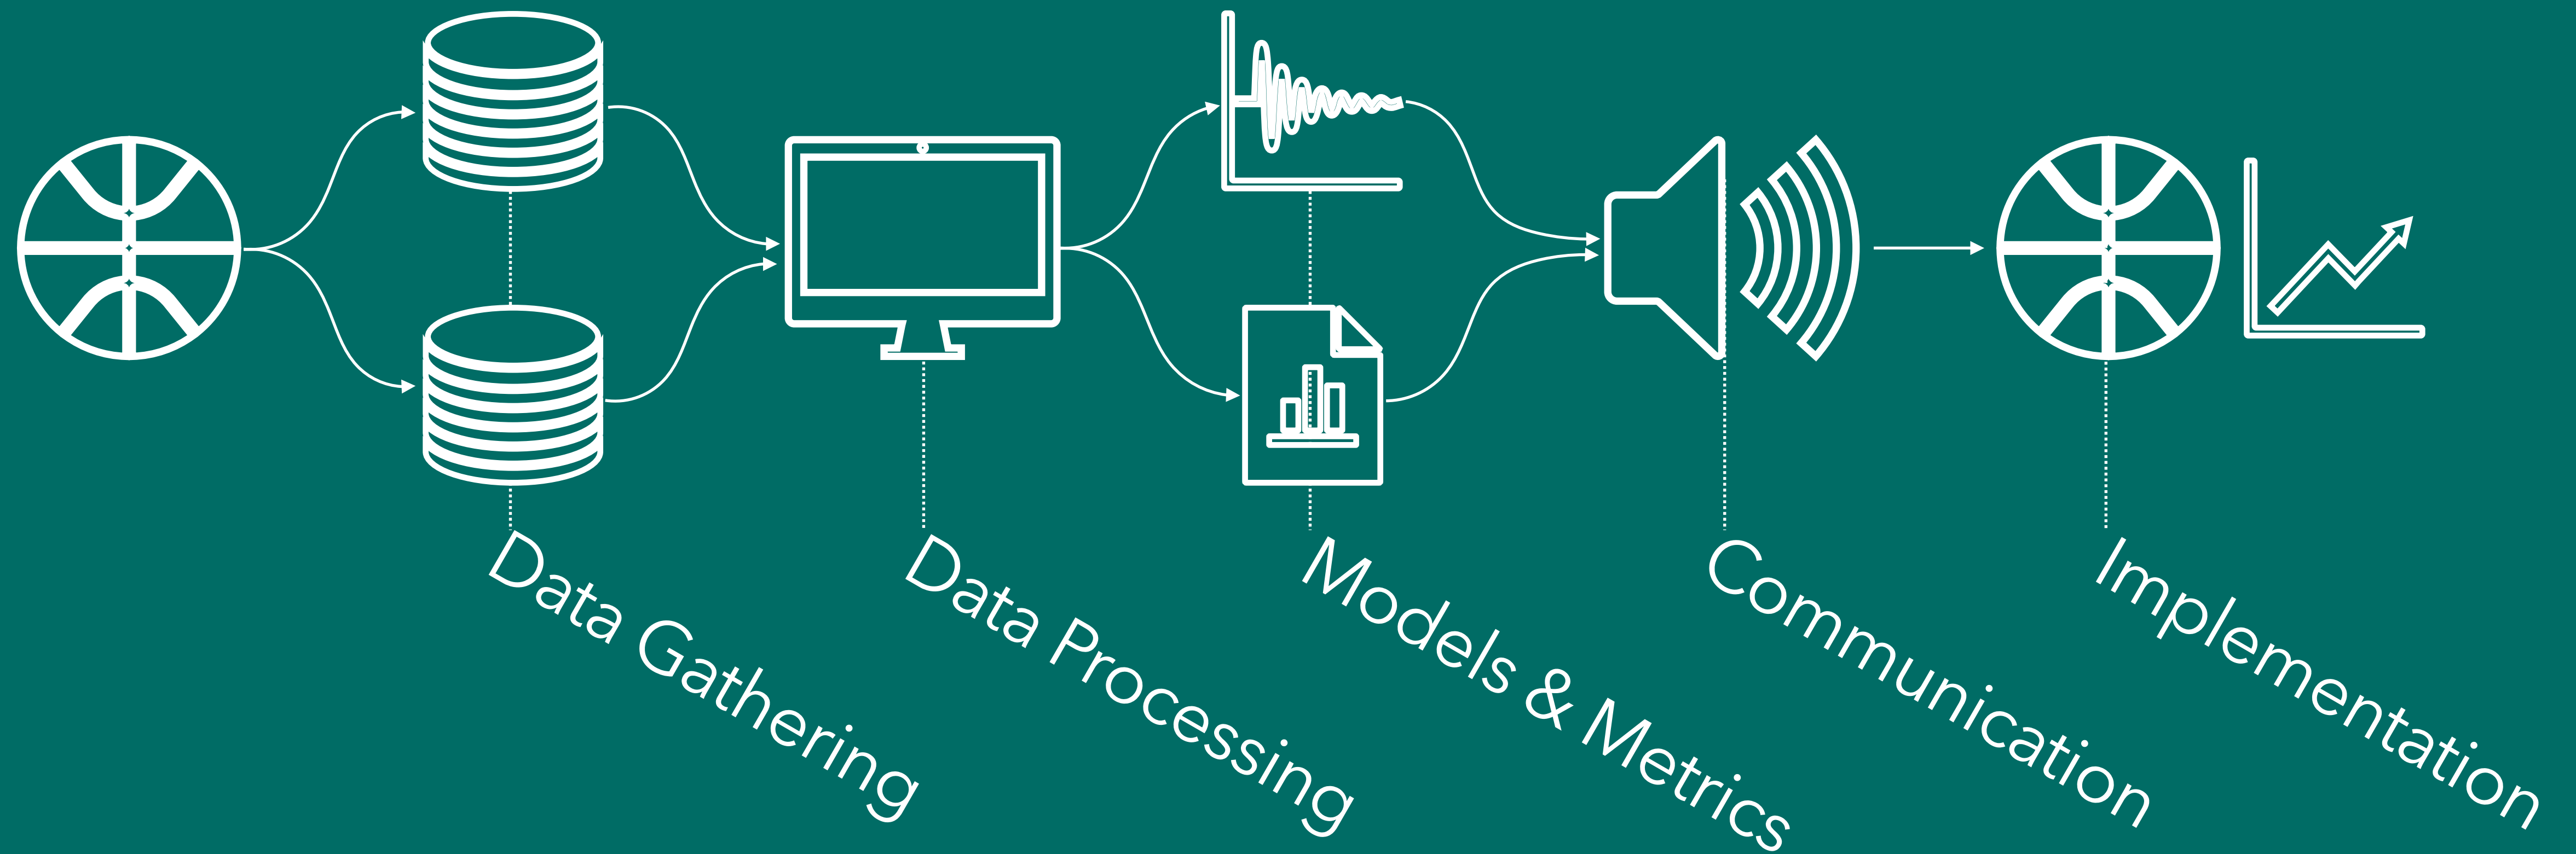 Data Gathering
Data Processing
Models & Metrics
Communication
Implementation